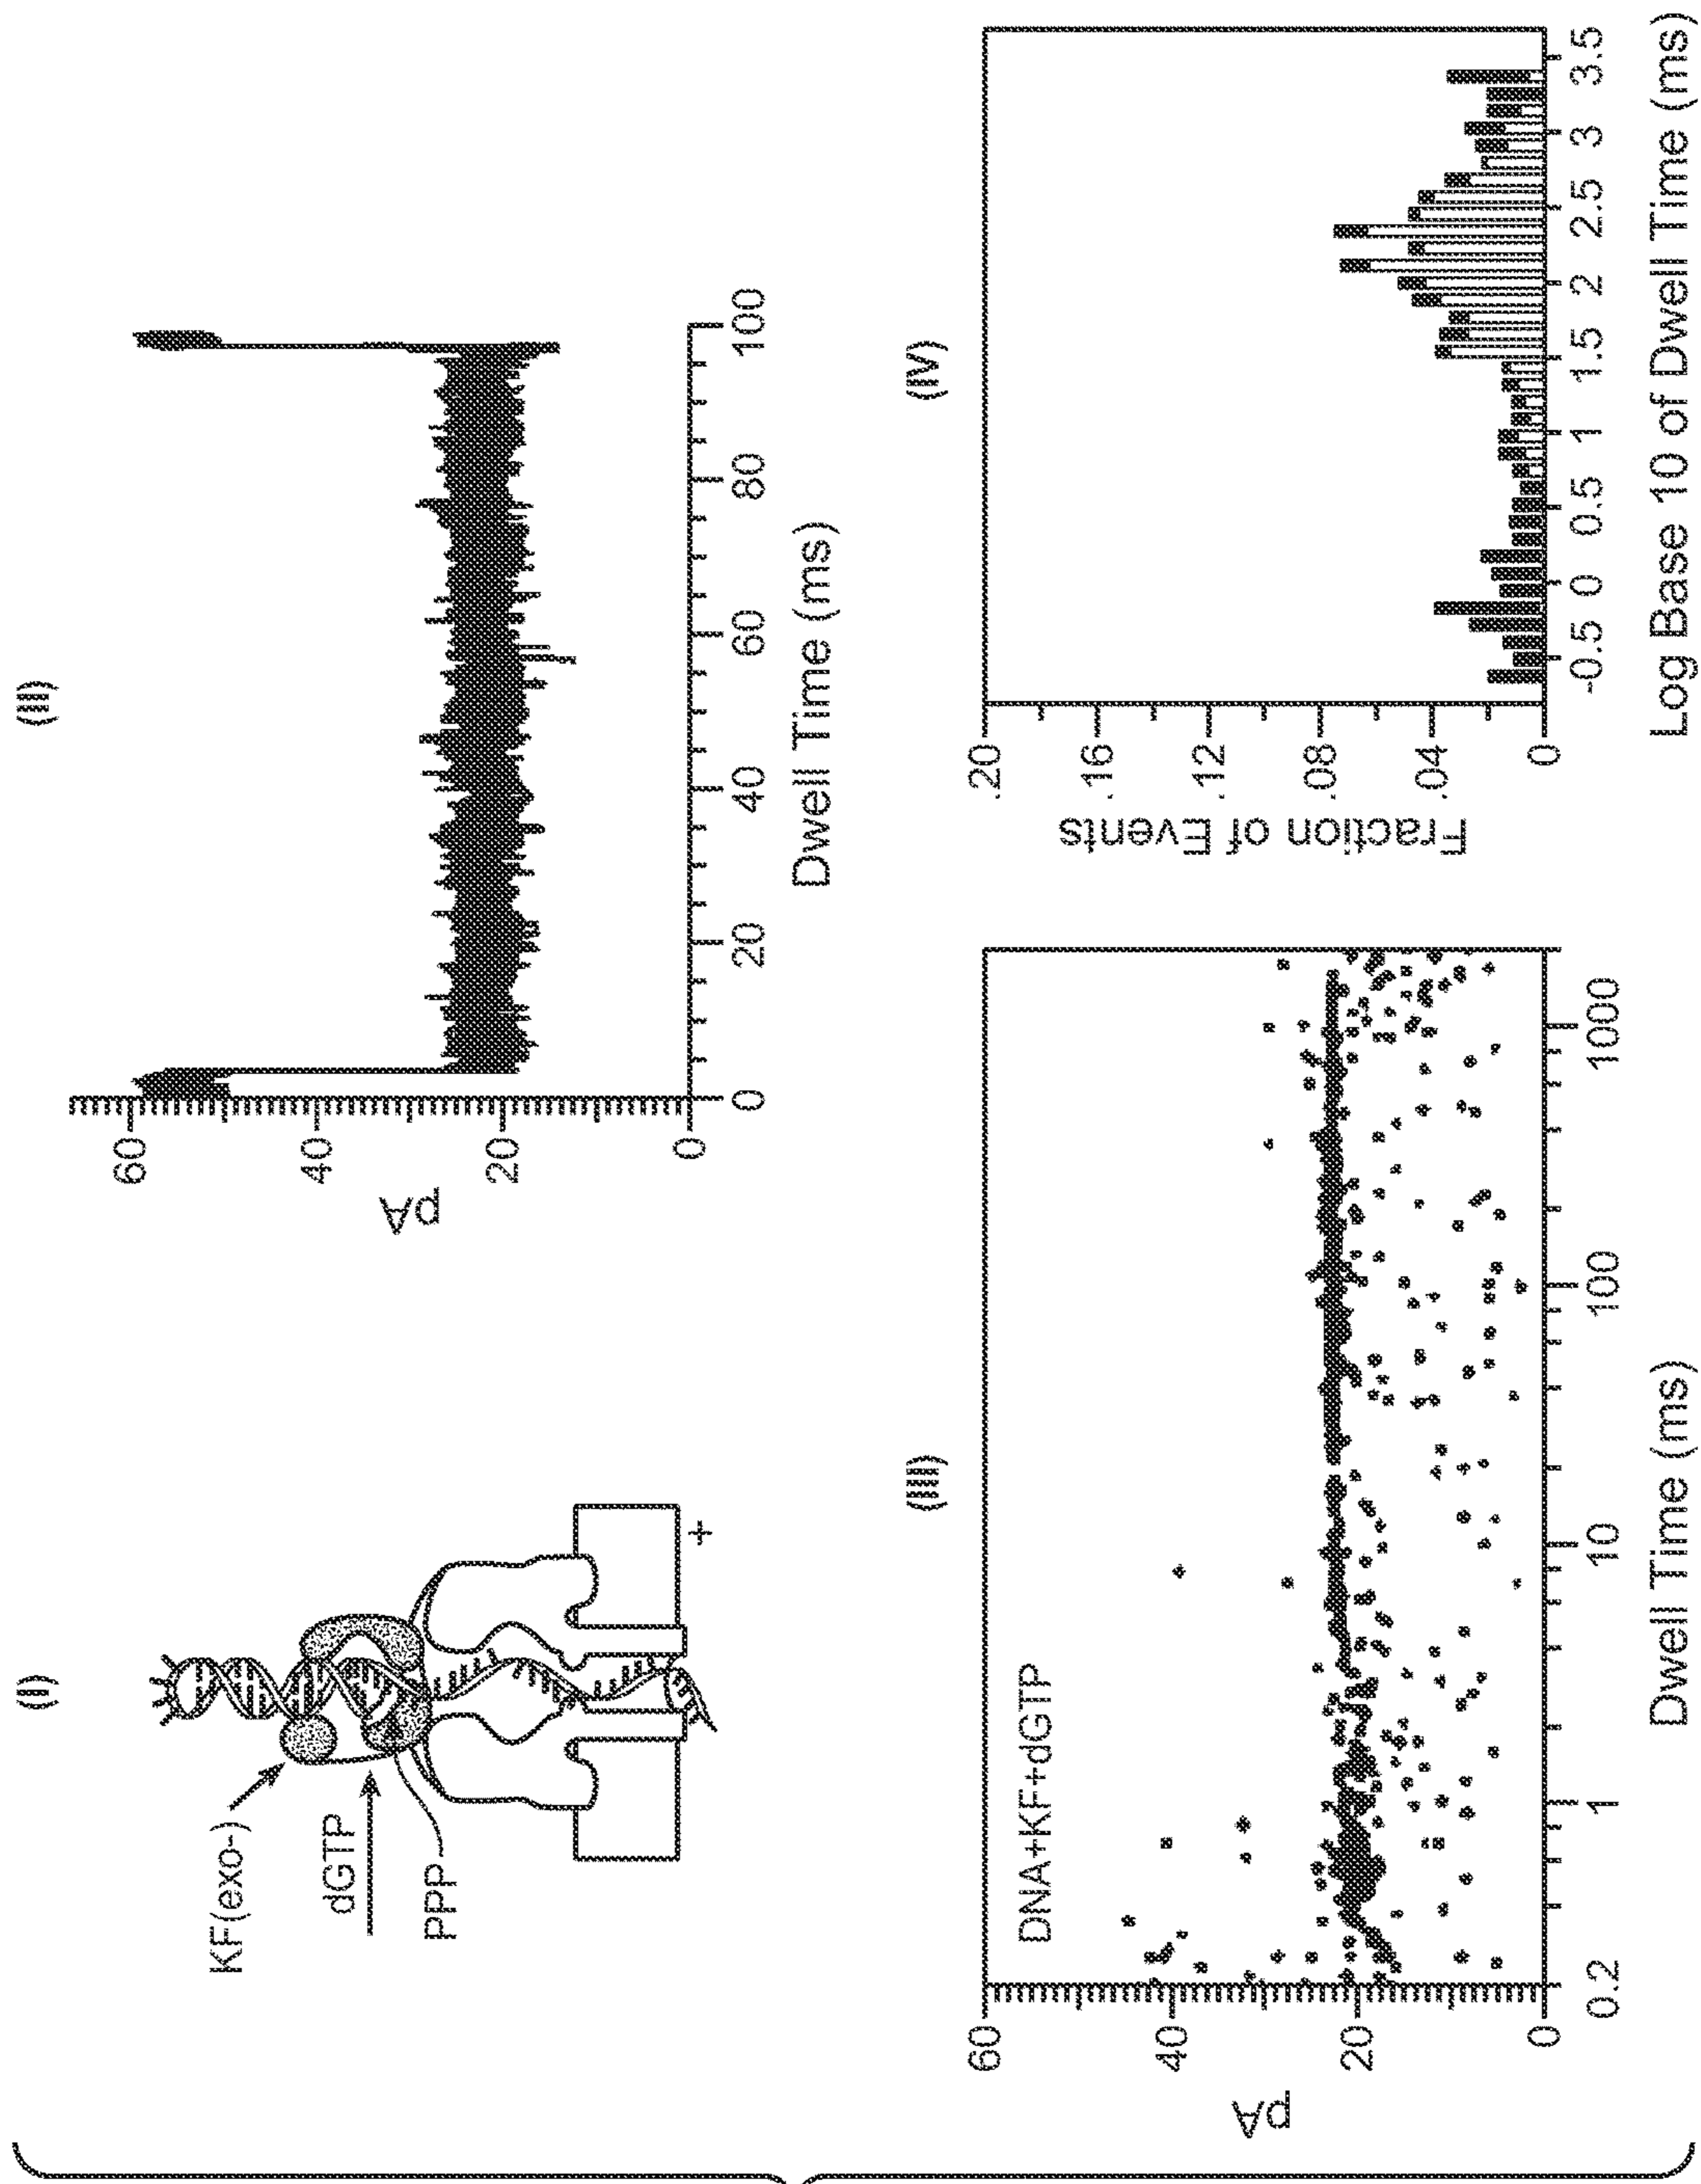 (I)
KF(exo-)
dGTP
PPP
+
(II)
pA
60
40
20
0
0
20
40
60
80
100
Dwell Time (ms)
(III)
DNA+KF+dGTP
pA
60
40
20
0
0.2
1
10
100
1000
Dwell Time (ms)
(IV)
Fraction of Events
.20
.16
.12
.08
.04
0
-0.5
0
0.5
1
1.5
2
2.5
3
3.5
Log Base 10 of Dwell Time (ms)